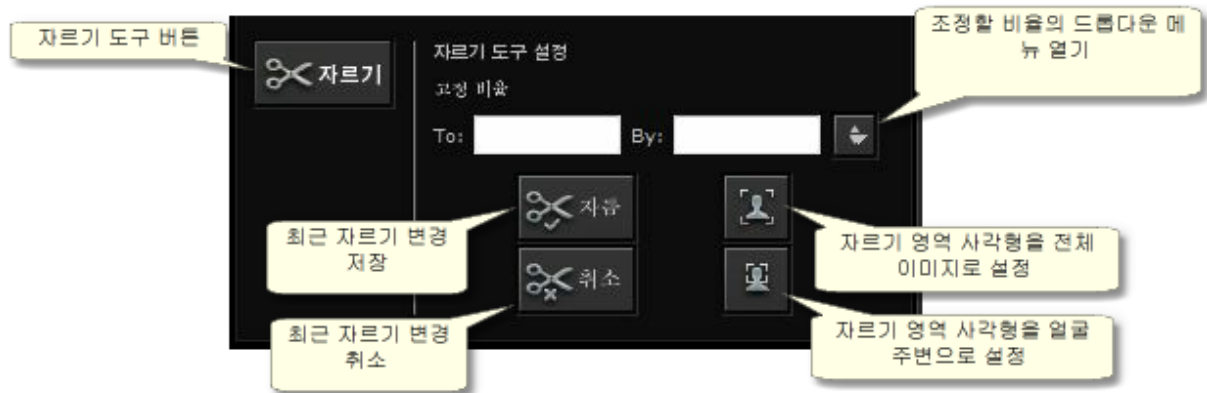 자르기 도구 버튼
조정할 비율의 드롭다운 메
뉴 열기
자르기
자르기 도구 설정
고정 비율
To:
By:
자름
취소
최근 자르기 변경
저장
자르기 영역 사각형을 전체
이미지로 설정
최근 자르기 변경
취소
자르기 영역 사각형을 얼굴
주변으로 설정